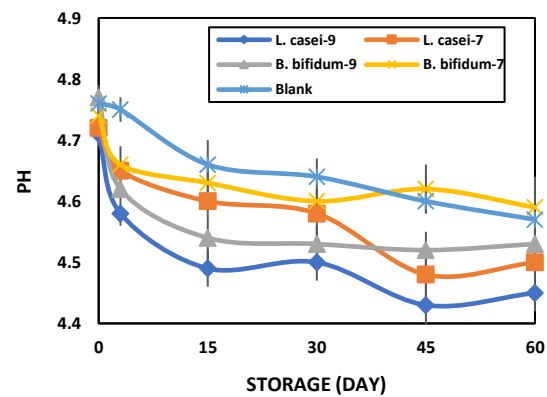 4.9
4.8
4.7
4.6
4.5
4.4
PH
L. casei-9 L. casei-7
B. bifidum-9 B. bifidum-7
Blank
0 15 30 45 60
STORAGE (DAY)